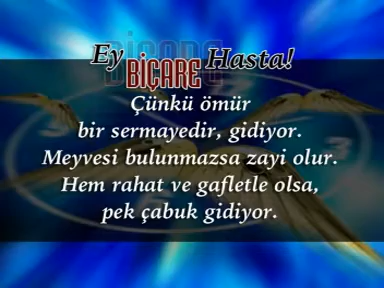 Ey BİÇARE Hasta!
Çünkü ömür
bir sermayedir, gidiyor.
Meyvesi bulunmazsa zayi olur.
Hem rahat ve gafletle olsa,
pek çabuk gidiyor.